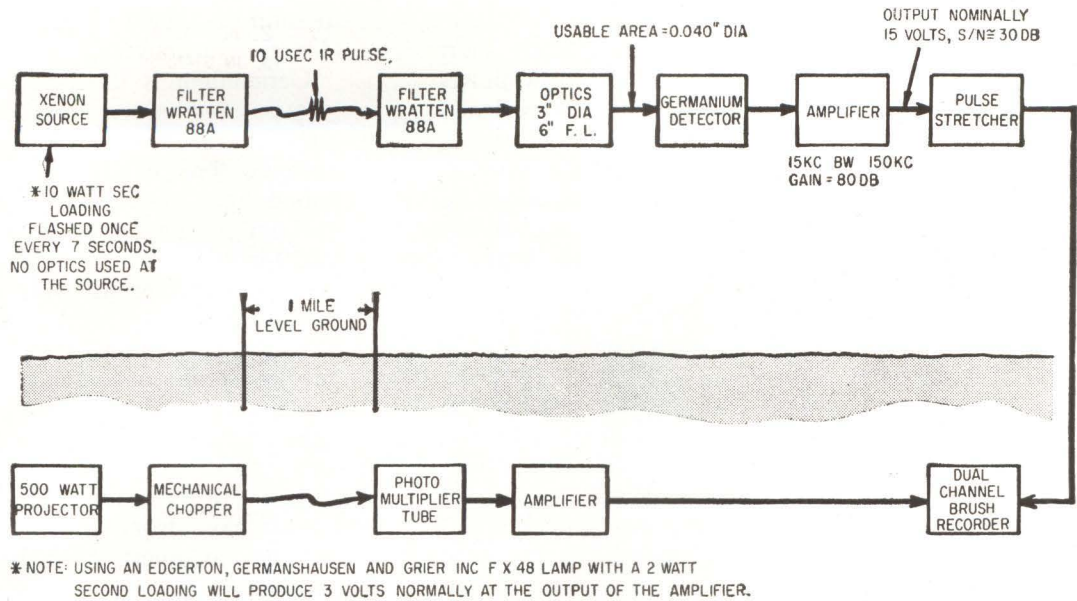 XENON
SOURCE
FILTER
WRATTEN
88A
10 USEC IR PULSE.
FILTER
WRATTEN
88A
OPTICS
3" DIA
6" F. L.
USABLE AREA = 0.040" DIA
GERMANIUM
DETECTOR
AMPLIFIER
15KC BW 150KC
GAIN = 80 DB
OUTPUT NOMINALLY
15 VOLTS, S/N ≅ 30 DB
PULSE
STRETCHER
* 10 WATT SEC
LOADING
FLASHED ONCE
EVERY 7 SECONDS.
NO OPTICS USED AT
THE SOURCE.
1 MILE
LEVEL GROUND
500 WATT
PROJECTOR
MECHANICAL
CHOPPER
PHOTO
MULTIPLIER
TUBE
AMPLIFIER
DUAL
CHANNEL
BRUSH
RECORDER
* NOTE: USING AN EDGERTON, GERMANSHAUSEN AND GRIER INC F X 48 LAMP WITH A 2 WATT
SECOND LOADING WILL PRODUCE 3 VOLTS NORMALLY AT THE OUTPUT OF THE AMPLIFIER.